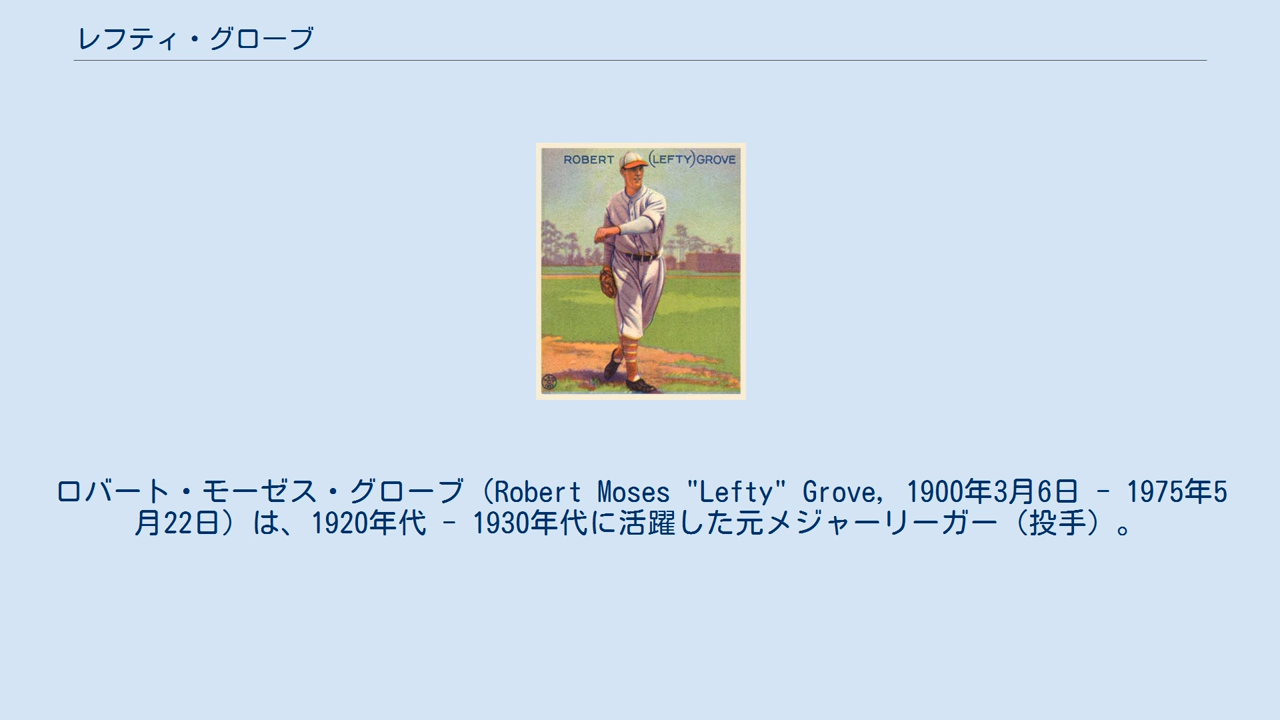 レフティ・グローブ
ROBERT (LEFTY) GROVE
ロバート・モーゼス・グローブ（Robert Moses "Lefty" Grove, 1900年3月6日 - 1975年5
月22日）は、1920年代 - 1930年代に活躍した元メジャーリーガー（投手）。